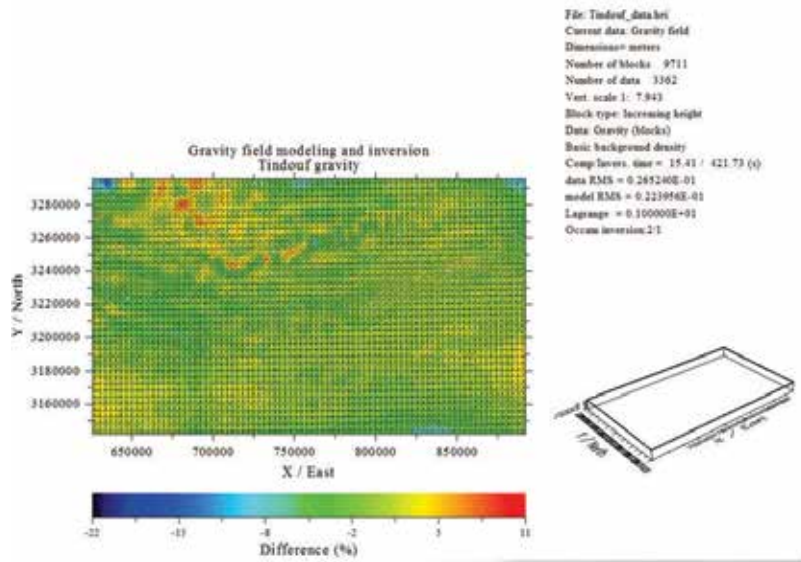 File: Tindouf_data.hei
Current data: Gravity field
Dimensions= meters
Number of blocks 9711
Number of data 3362
Vert. scale 1: 7.943
Block type: Increasing height
Data: Gravity (blocks)
Basic background density
Comp/Invers. time = 15.41 / 421.73 (s)
data RMS = 0.265240E-01
model RMS = 0.223956E-01
Lagrange = 0.100000E+01
Occam inversion:2/1
Gravity field modeling and inversion
Tindouf gravity
Y / North
3280000
3260000
3240000
3220000
3200000
3180000
3160000
650000 700000 750000 800000 850000
X / East
-22 -15 -8 -2 5 11
Difference (%)